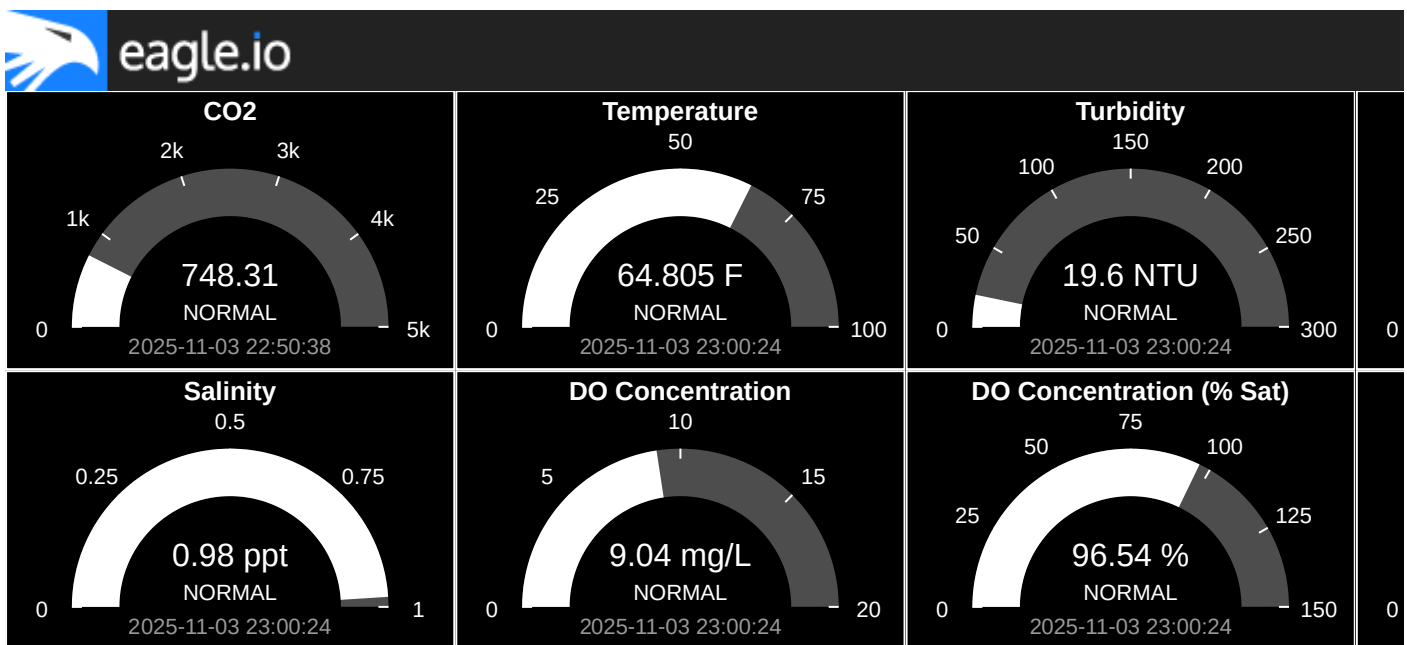 eagle.io
CO2
0
1k
2k
3k
4k
5k
748.31
NORMAL
2025-11-03 22:50:38
Temperature
0
25
50
75
100
64.805 F
NORMAL
2025-11-03 23:00:24
Turbidity
0
50
100
150
200
250
300
19.6 NTU
NORMAL
2025-11-03 23:00:24
0
Salinity
0
0.25
0.5
0.75
1
0.98 ppt
NORMAL
2025-11-03 23:00:24
DO Concentration
0
5
10
15
20
9.04 mg/L
NORMAL
2025-11-03 23:00:24
DO Concentration (% Sat)
0
25
50
75
100
125
150
96.54 %
NORMAL
2025-11-03 23:00:24
0